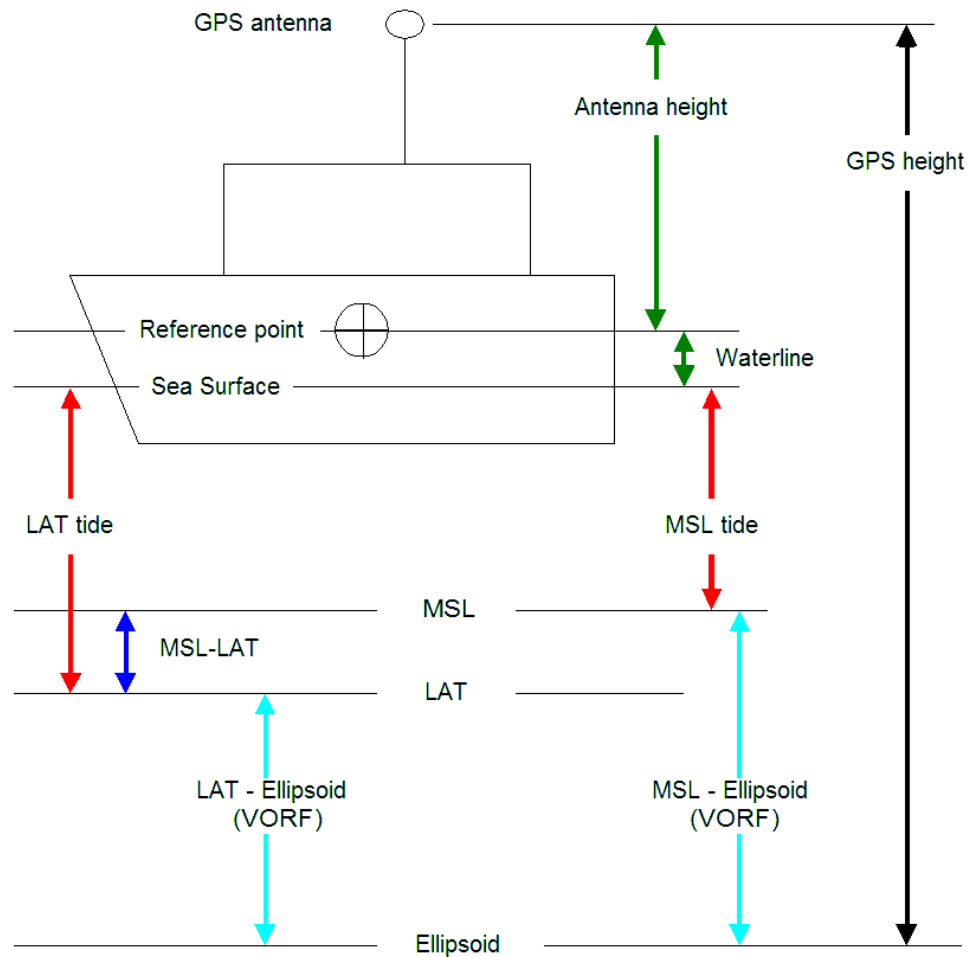 GPS antenna
Antenna height
GPS height
Reference point
Waterline
Sea Surface
LAT tide
MSL tide
MSL
MSL-LAT
LAT
LAT - Ellipsoid
(VORF)
MSL - Ellipsoid
(VORF)
Ellipsoid